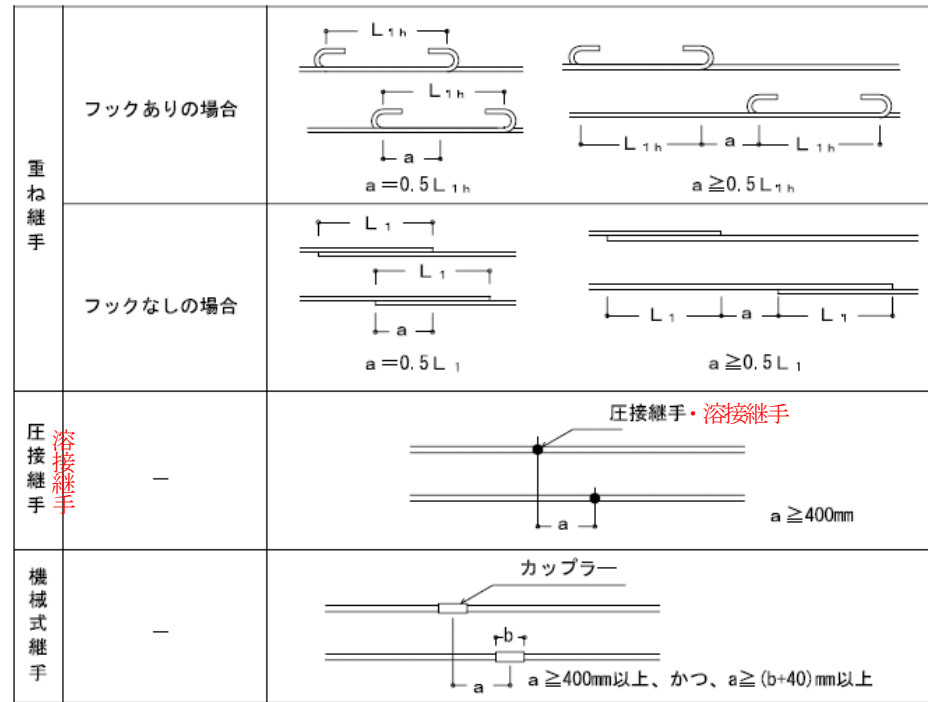 重ね継手
フックありの場合
L1h
L1h
a
a=0.5L1h
L1h
a
L1h
a≧0.5L1h
フックなしの場合
L1
L1
a
a=0.5L1
L1
a
L1
a≧0.5L1
圧接継手
溶接継手
—
圧接継手・溶接継手
a
a≧400mm
機械式継手
—
カップラー
b
a
a≧400mm以上、かつ、a≧(b+40)mm以上